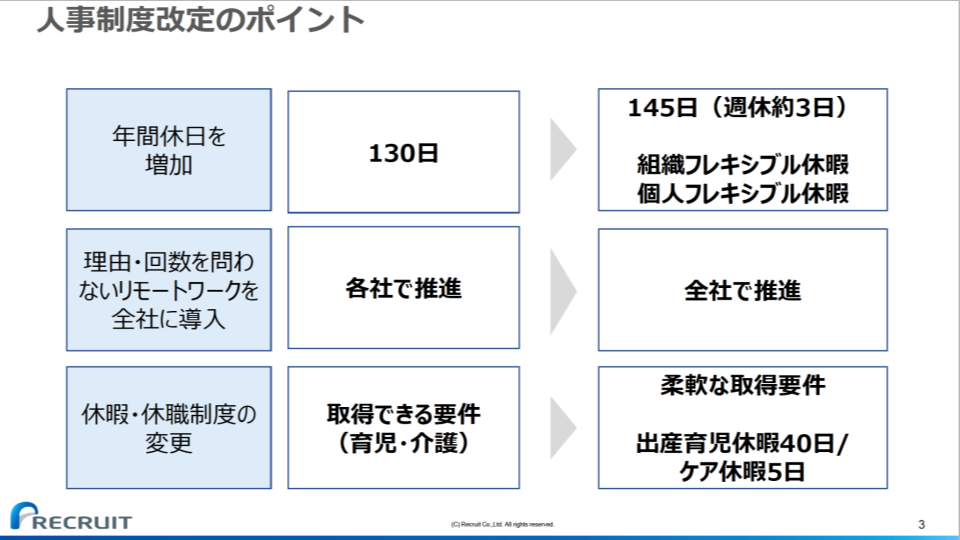 人事制度改定のポイント
年間休日を
増加
130日
145日（週休約3日）
組織フレキシブル休暇
個人フレキシブル休暇
理由・回数を問わ
ないリモートワークを
全社に導入
各社で推進
全社で推進
休暇・休職制度の
変更
取得できる要件
（育児・介護）
柔軟な取得要件
出産育児休暇40日/
ケア休暇5日
RECRUIT
(C) Recruit Co.,Ltd. All rights reserved.
3